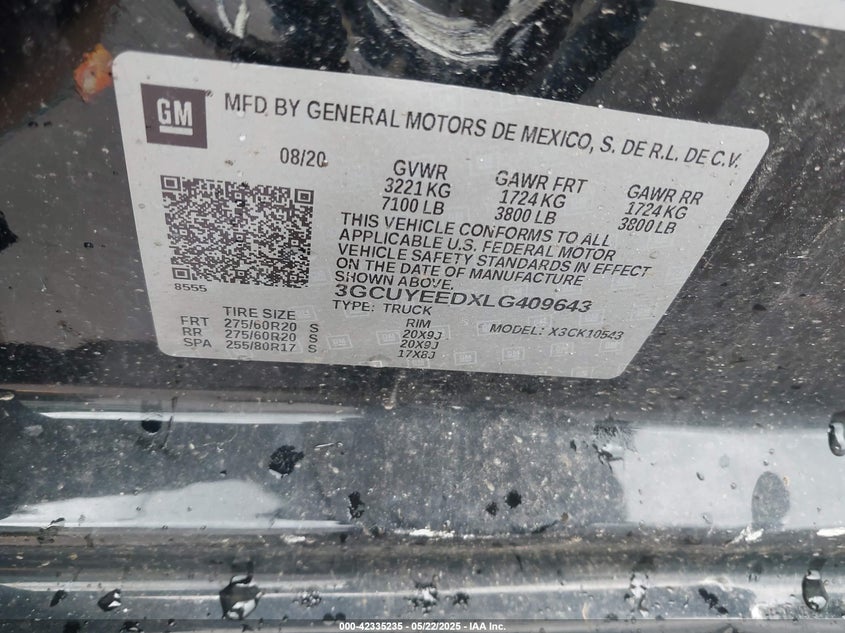 GM
MFD. BY GENERAL MOTORS DE MEXICO, S. DE R.L. DE C.V.
08/20 GVWR GAWR FRT GAWR RR
3221 KG 1724 KG 1724 KG
7100 LB 3800 LB 3800 LB
THIS VEHICLE CONFORMS TO ALL
APPLICABLE U.S. FEDERAL MOTOR
VEHICLE SAFETY STANDARDS IN EFFECT
ON THE DATE OF MANUFACTURE
SHOWN ABOVE.
8555
3GCUYEEDXLG409643
TYPE: TRUCK
TIRE SIZE RIM MODEL: X3CK10543
FRT 275/60R20 S 20X9J
RR 275/60R20 S 20X9J
SPA 255/80R17 S 17X8J
000-42335235 - 05/22/2025 - IAA Inc.